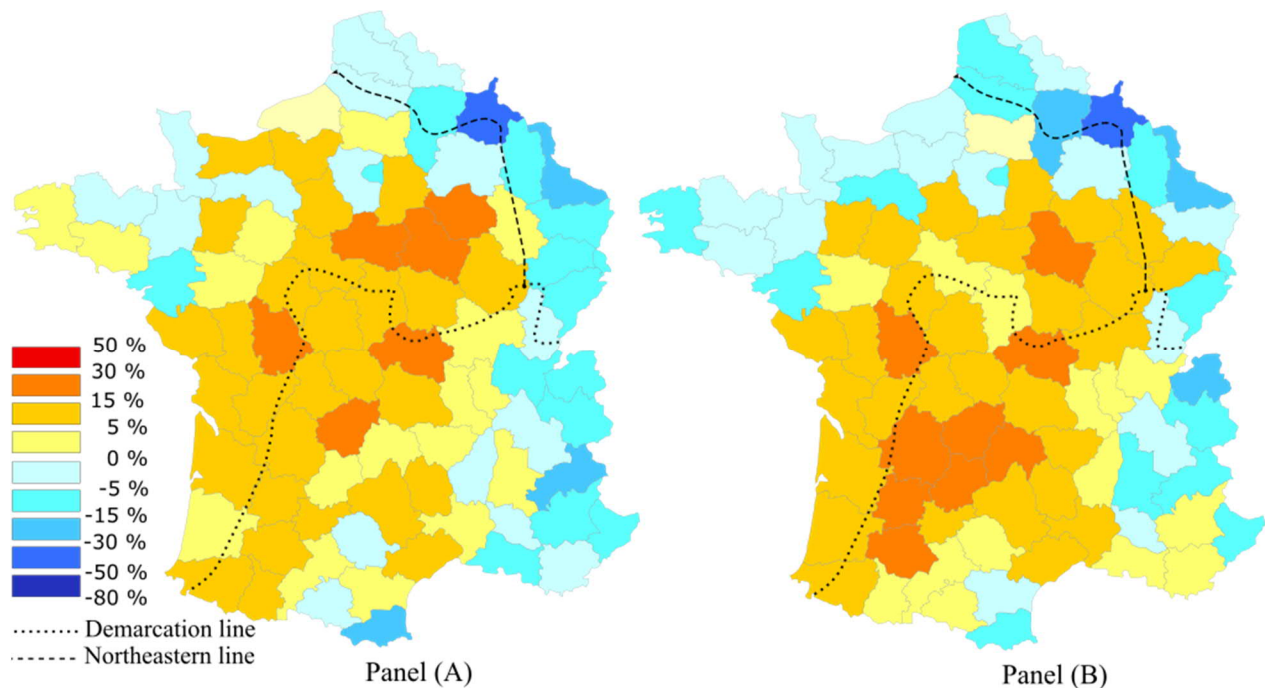 50 %
30 %
15 %
5 %
0 %
-5 %
-15 %
-30 %
-50 %
-80 %
Demarcation line
Northeastern line
Panel (A)
Panel (B)